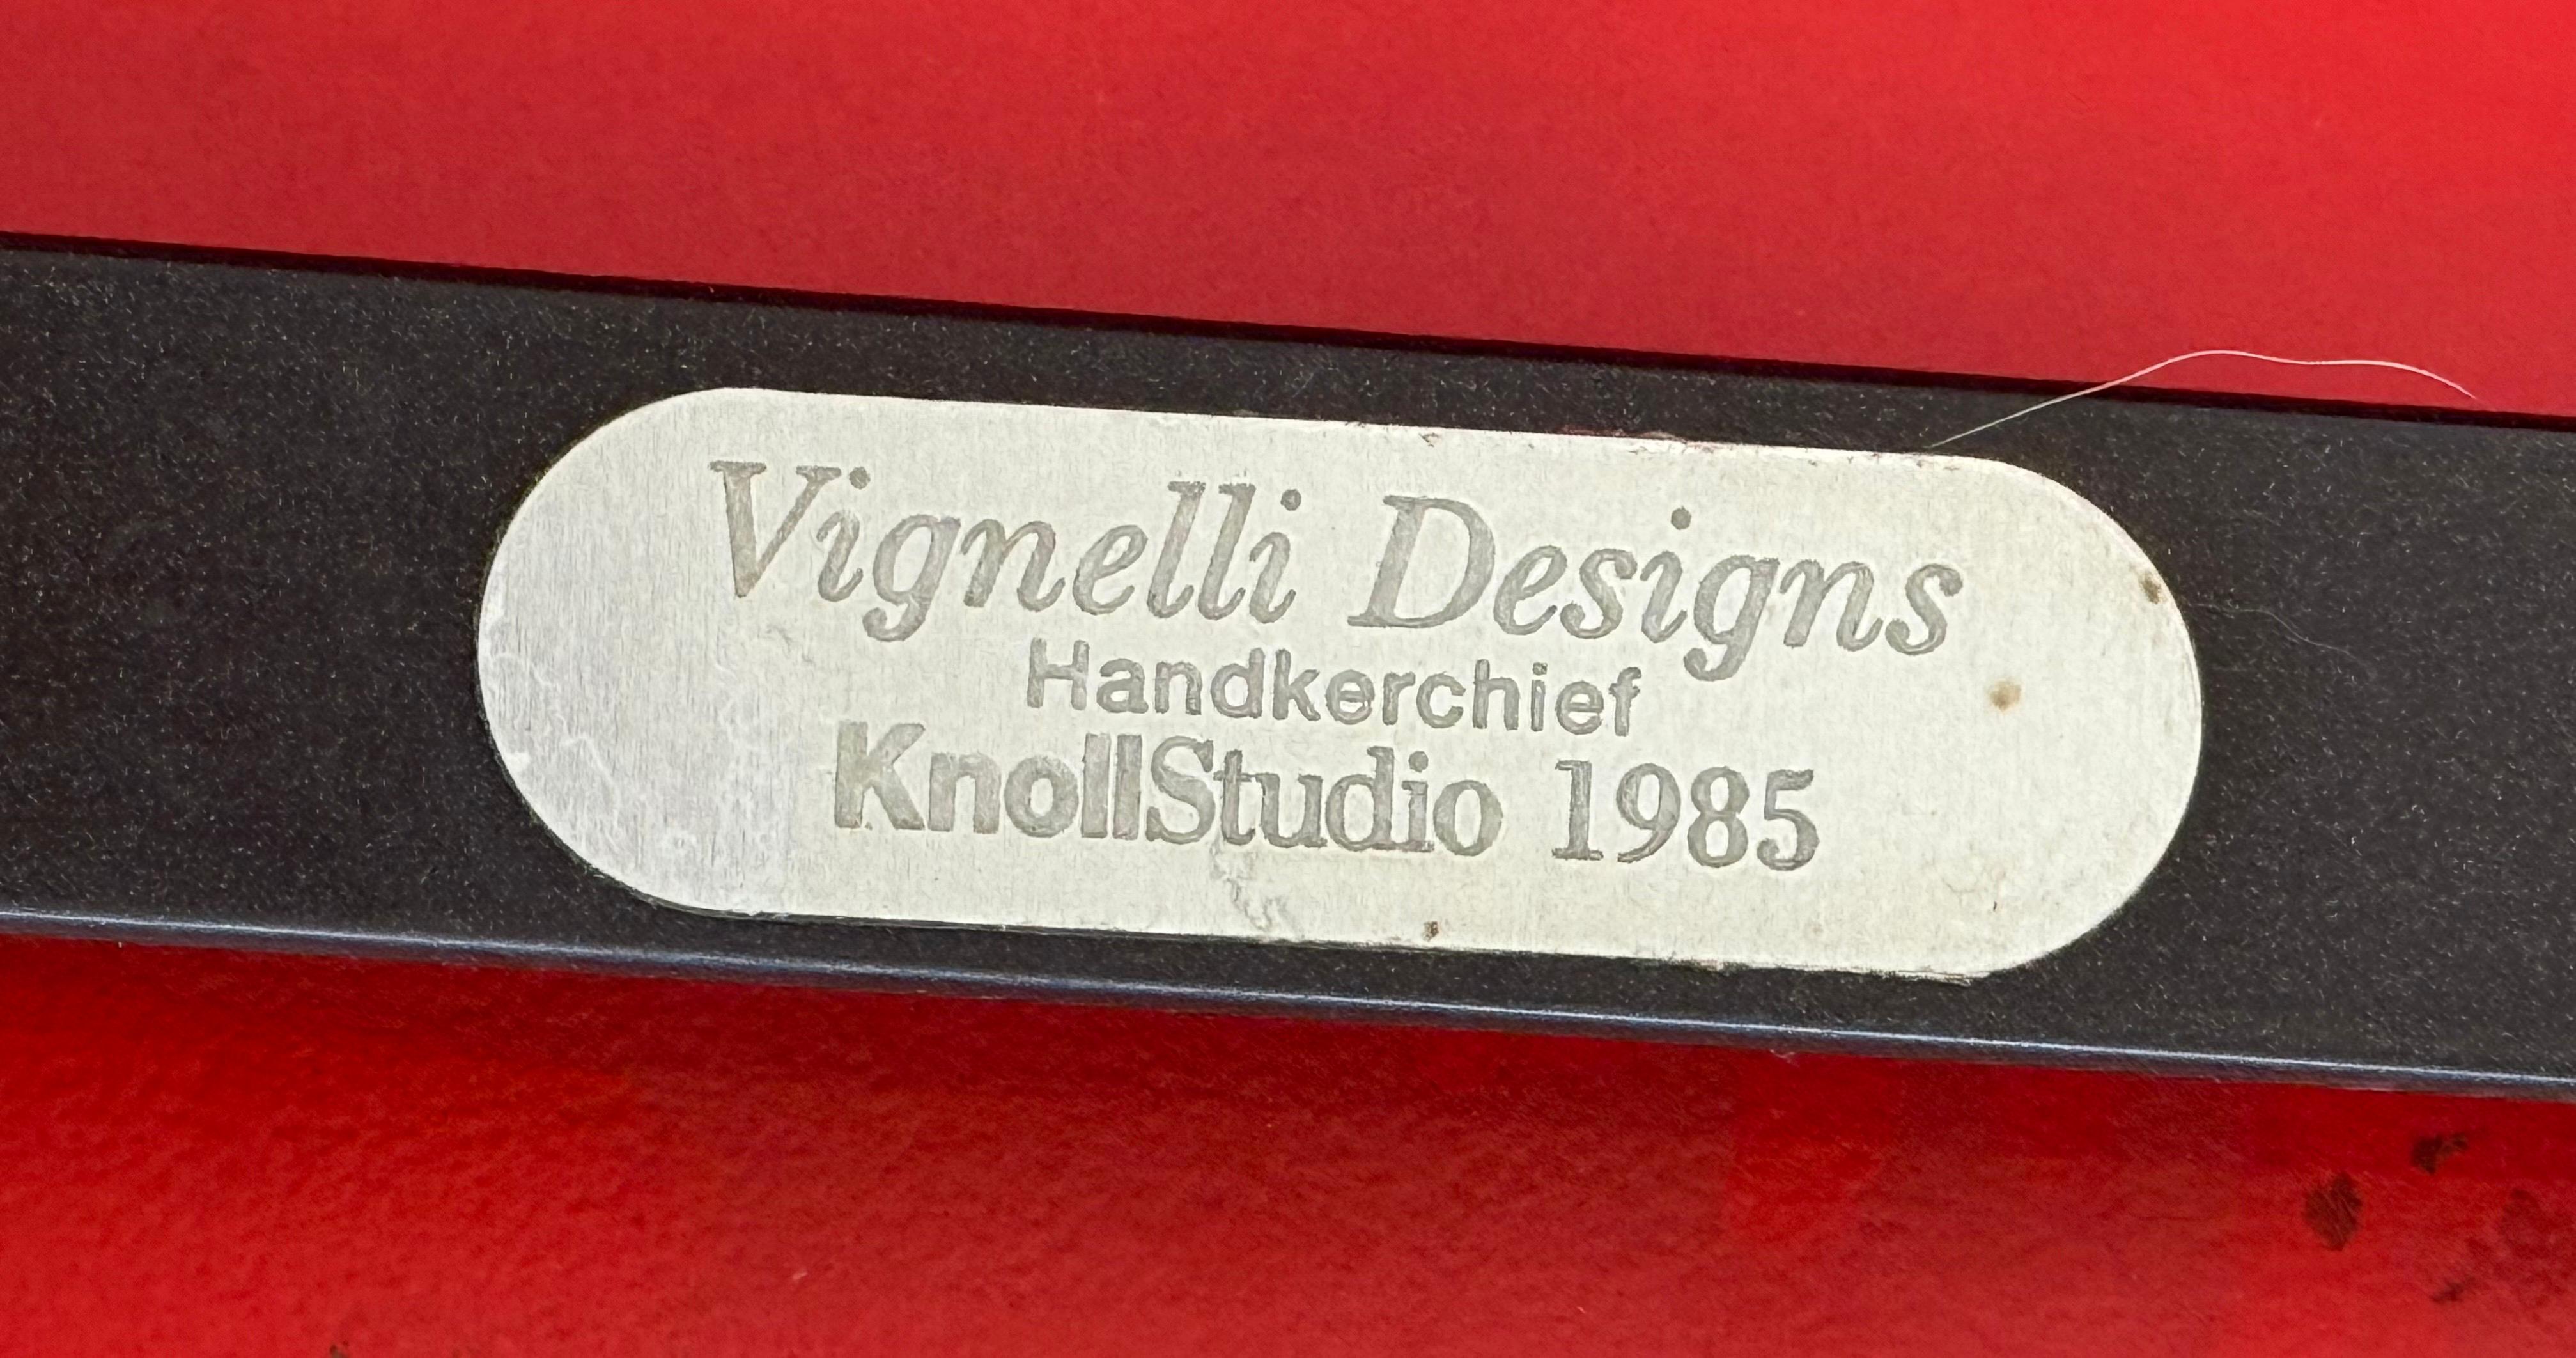 Vignelli Designs
Handkerchief
KnollStudio 1985